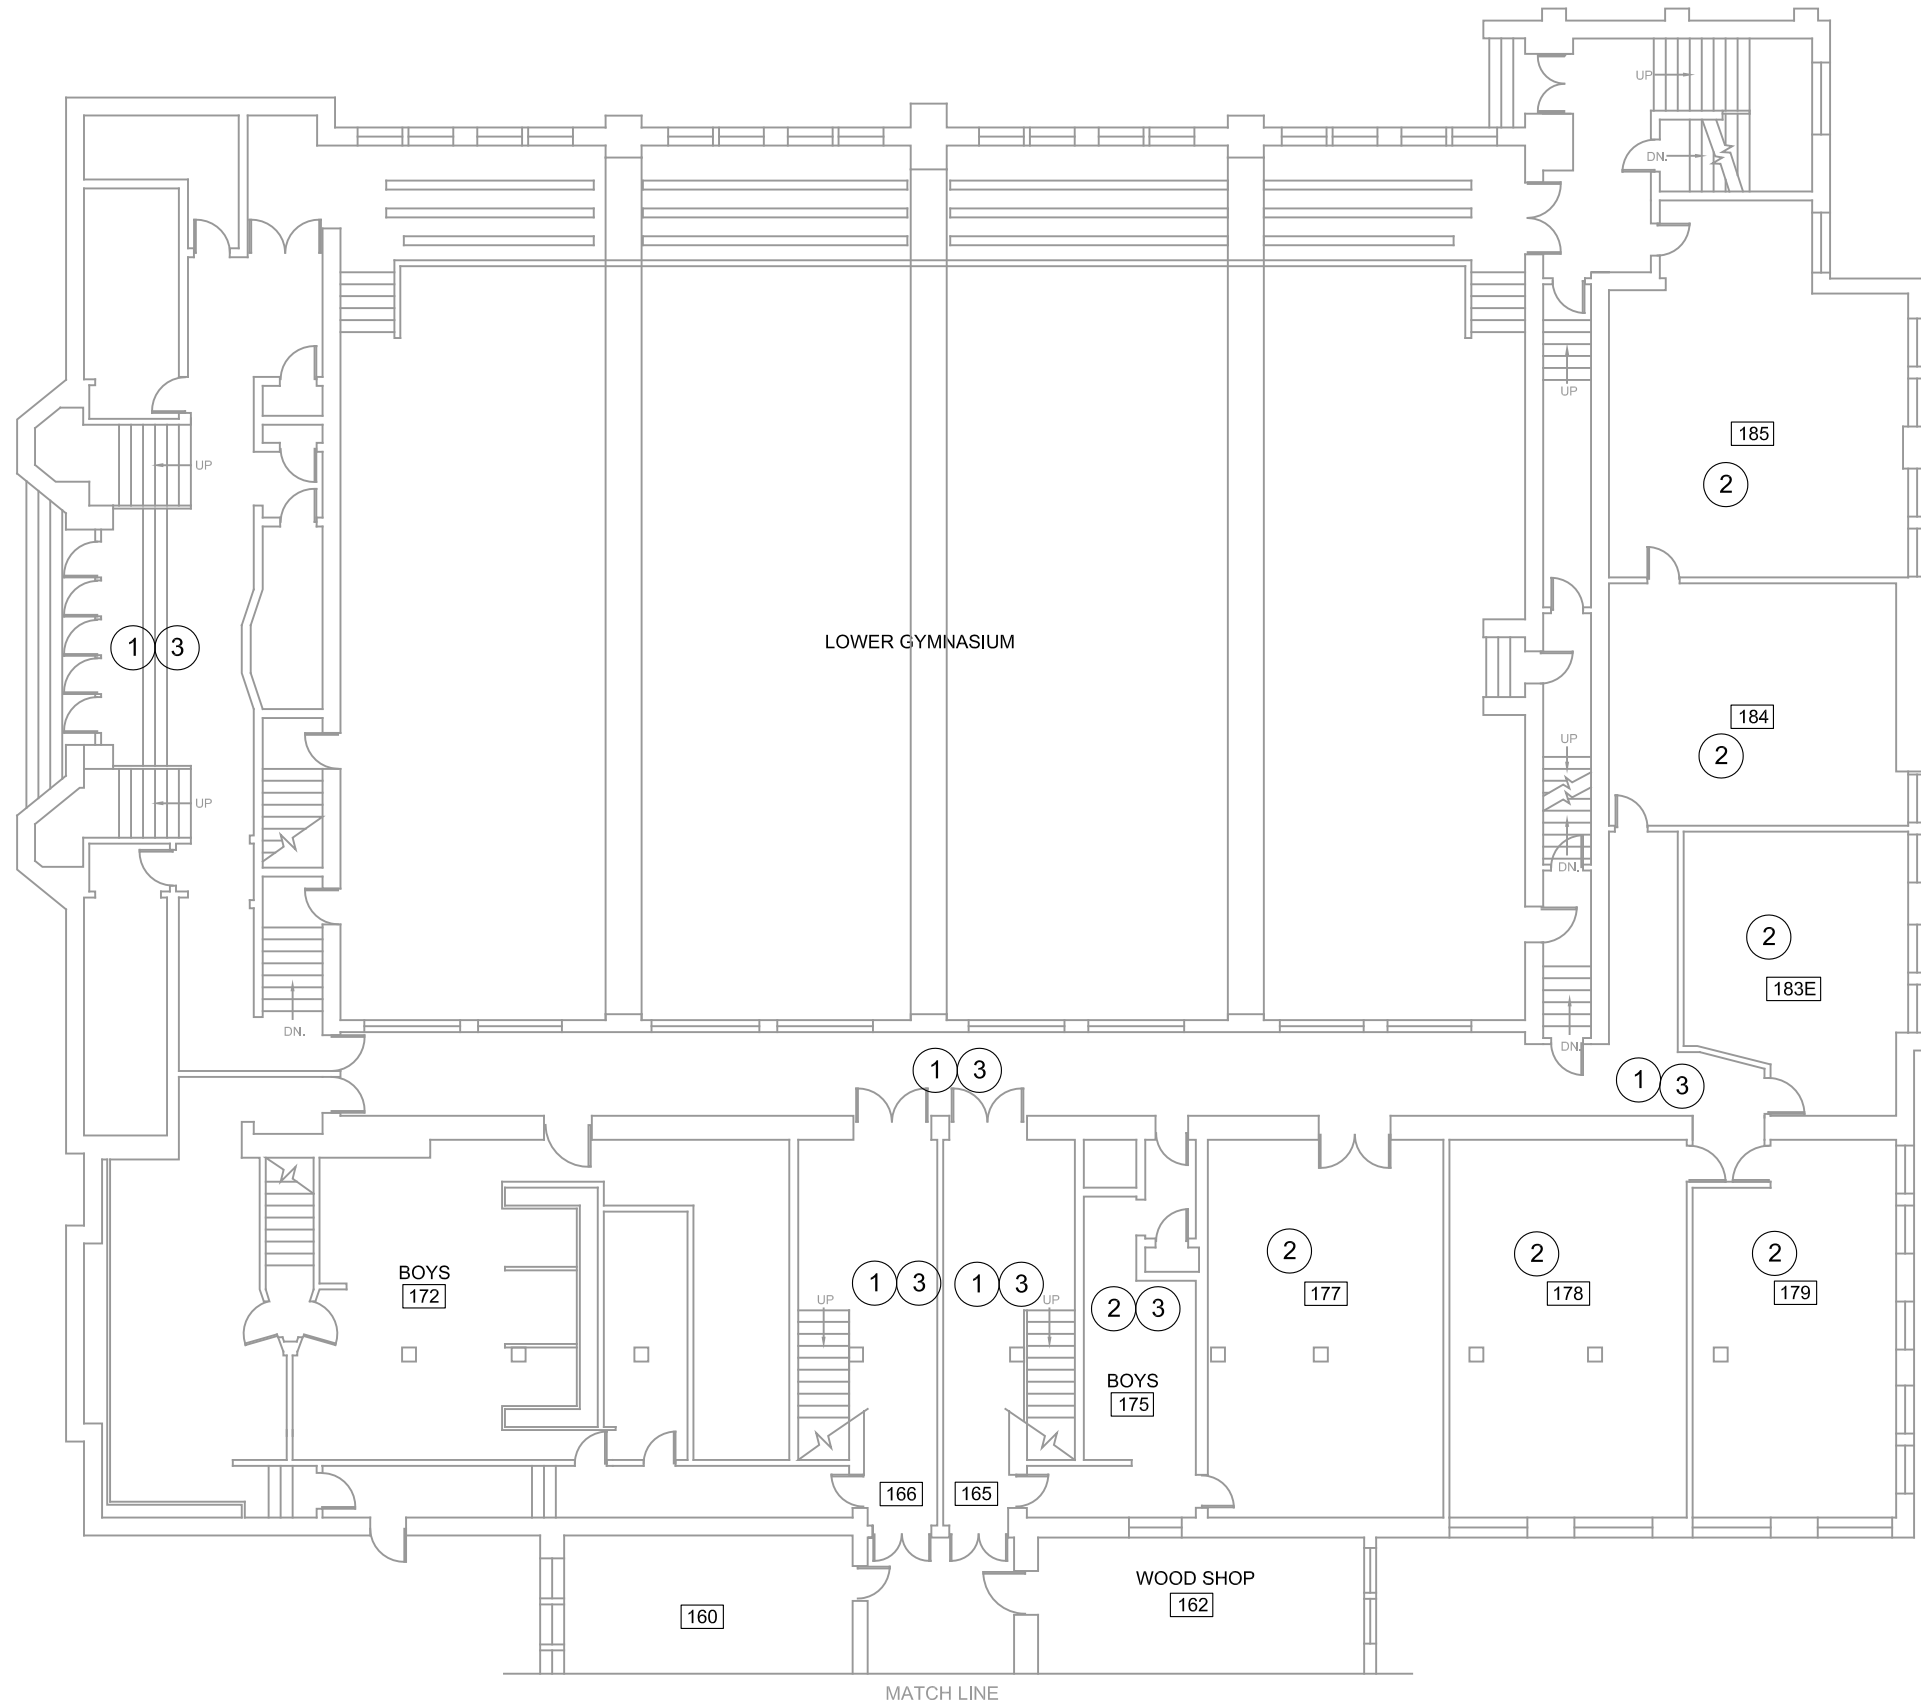 UP
DN.
UP
185
2
UP
1 3
LOWER GYMNASIUM
184
2
UP
UP
DN.
2
183E
DN.
DN.
1 3
1 3
2
2
2
BOYS
172
1 3
1 3
UP
UP
2 3
177
178
179
BOYS
175
166
165
WOOD SHOP
162
160
MATCH LINE